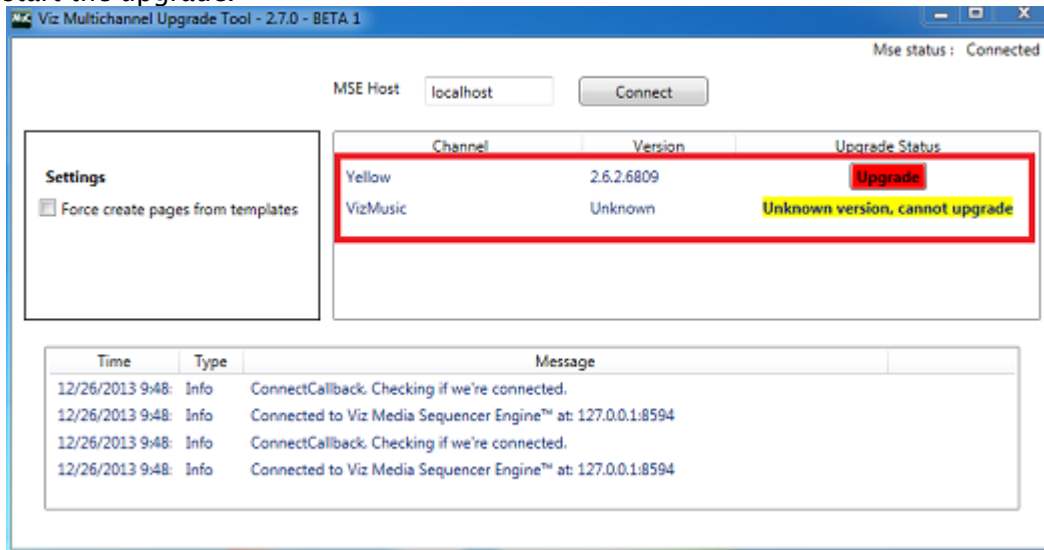 start the upgrade.
Viz Multichannel Upgrade Tool - 2.7.0 - BETA 1
Mse status : Connected
MSE Host localhost Connect
Channel Version Upgrade Status
Settings
Force create pages from templates
Yellow 2.6.2.6809 Upgrade
VizMusic Unknown Unknown version, cannot upgrade
Time Type Message
12/26/2013 9:48: Info ConnectCallback. Checking if we're connected.
12/26/2013 9:48: Info Connected to Viz Media Sequencer Engine™ at: 127.0.0.1:8594
12/26/2013 9:48: Info ConnectCallback. Checking if we're connected.
12/26/2013 9:48: Info Connected to Viz Media Sequencer Engine™ at: 127.0.0.1:8594